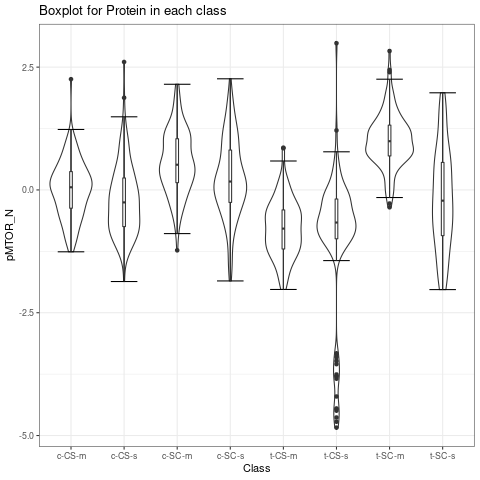 Boxplot for Protein in each class
pMTOR_N
2.5
0.0
-2.5
-5.0
c-CS-m c-CS-s c-SC-m c-SC-s t-CS-m t-CS-s t-SC-m t-SC-s
Class